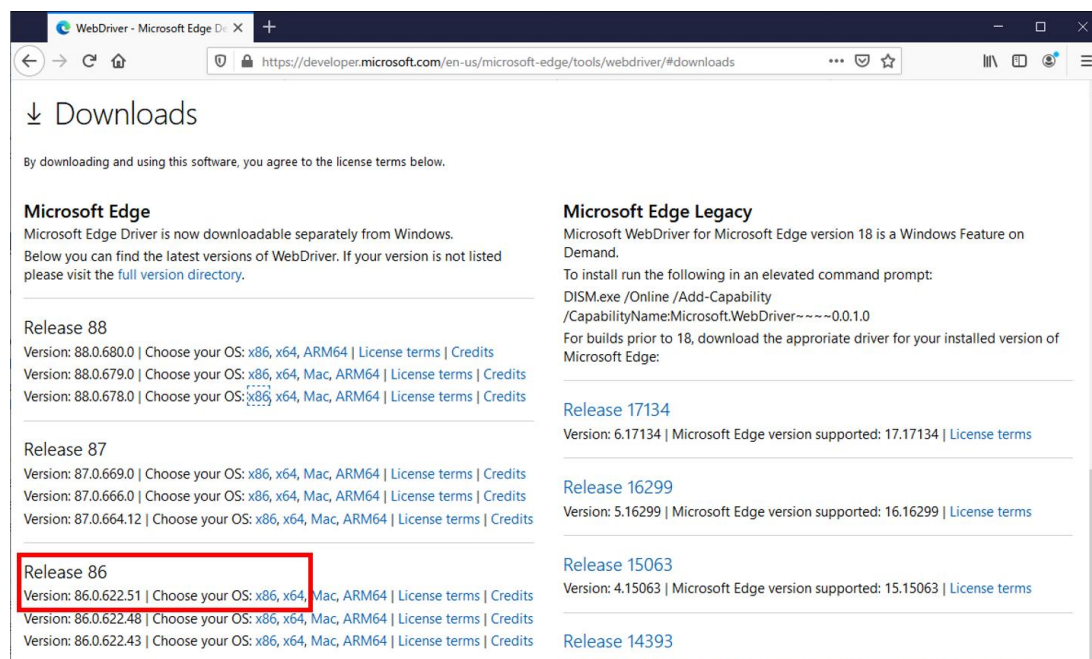 WebDriver - Microsoft Edge De
https://developer.microsoft.com/en-us/microsoft-edge/tools/webdriver/#downloads
Downloads
By downloading and using this software, you agree to the license terms below.
Microsoft Edge
Microsoft Edge Driver is now downloadable separately from Windows.
Below you can find the latest versions of WebDriver. If your version is not listed
please visit the full version directory.
Release 88
Version: 88.0.680.0 | Choose your OS: x86, x64, ARM64 | License terms | Credits
Version: 88.0.679.0 | Choose your OS: x86, x64, Mac, ARM64 | License terms | Credits
Version: 88.0.678.0 | Choose your OS: x86, x64, Mac, ARM64 | License terms | Credits
Release 87
Version: 87.0.669.0 | Choose your OS: x86, x64, Mac, ARM64 | License terms | Credits
Version: 87.0.666.0 | Choose your OS: x86, x64, Mac, ARM64 | License terms | Credits
Version: 87.0.664.12 | Choose your OS: x86, x64, Mac, ARM64 | License terms | Credits
Release 86
Version: 86.0.622.51 | Choose your OS: x86, x64, Mac, ARM64 | License terms | Credits
Version: 86.0.622.48 | Choose your OS: x86, x64, Mac, ARM64 | License terms | Credits
Version: 86.0.622.43 | Choose your OS: x86, x64, Mac, ARM64 | License terms | Credits
Microsoft Edge Legacy
Microsoft WebDriver for Microsoft Edge version 18 is a Windows Feature on
Demand.
To install run the following in an elevated command prompt:
DISM.exe /Online /Add-Capability
/CapabilityName:Microsoft.WebDriver~~~~0.0.1.0
For builds prior to 18, download the approriate driver for your installed version of
Microsoft Edge:
Release 17134
Version: 6.17134 | Microsoft Edge version supported: 17.17134 | License terms
Release 16299
Version: 5.16299 | Microsoft Edge version supported: 16.16299 | License terms
Release 15063
Version: 4.15063 | Microsoft Edge version supported: 15.15063 | License terms
Release 14393